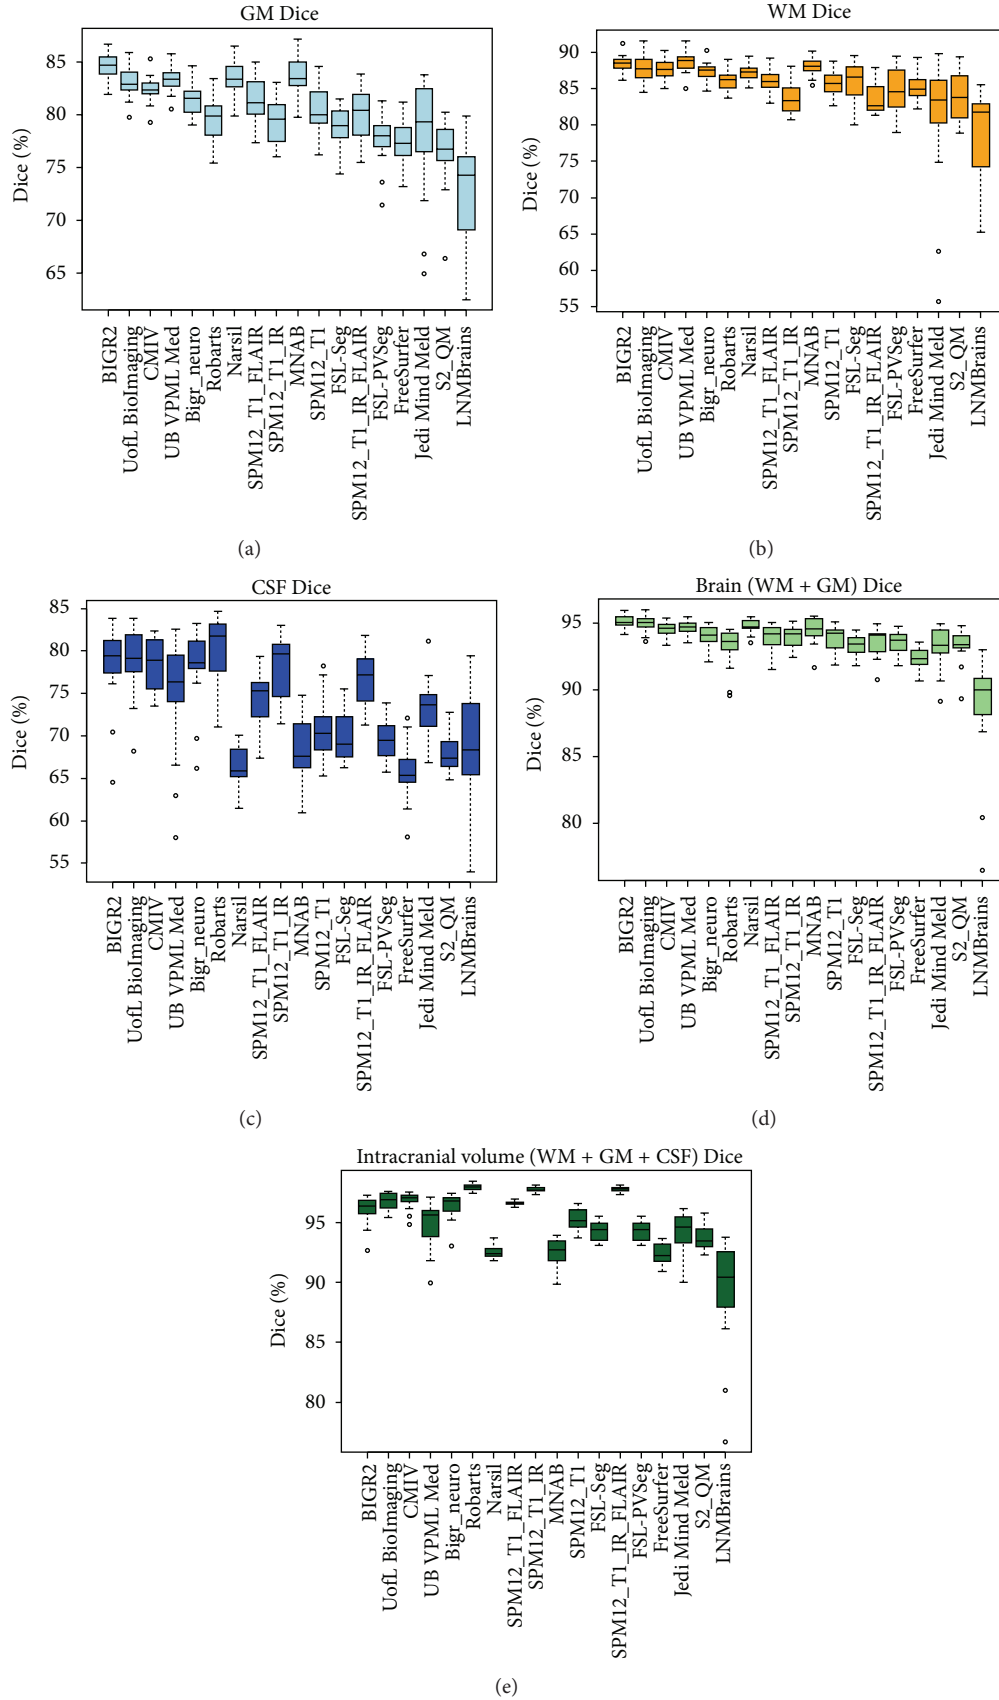 GM Dice
Dice (%)
85
80
75
70
65
BIGR2
UofL BioImaging
CMIV
UB VPML Med
Bigr_neuro
Robarts
Narsil
SPM12_T1_FLAIR
SPM12_T1_IR
MNAB
SPM12_T1
FSL-Seg
SPM12_T1_IR_FLAIR
FSL-PVSeg
FreeSurfer
Jedi Mind Meld
S2_QM
LNMBrains
(a)
WM Dice
Dice (%)
90
85
80
75
70
65
60
55
BIGR2
UofL BioImaging
CMIV
UB VPML Med
Bigr_neuro
Robarts
Narsil
SPM12_T1_FLAIR
SPM12_T1_IR
MNAB
SPM12_T1
FSL-Seg
SPM12_T1_IR_FLAIR
FSL-PVSeg
FreeSurfer
Jedi Mind Meld
S2_QM
LNMBrains
(b)
CSF Dice
Dice (%)
85
80
75
70
65
60
55
BIGR2
UofL BioImaging
CMIV
UB VPML Med
Bigr_neuro
Robarts
Narsil
SPM12_T1_FLAIR
SPM12_T1_IR
MNAB
SPM12_T1
FSL-Seg
SPM12_T1_IR_FLAIR
FSL-PVSeg
FreeSurfer
Jedi Mind Meld
S2_QM
LNMBrains
(c)
Brain (WM + GM) Dice
Dice (%)
95
90
85
80
BIGR2
UofL BioImaging
CMIV
UB VPML Med
Bigr_neuro
Robarts
Narsil
SPM12_T1_FLAIR
SPM12_T1_IR
MNAB
SPM12_T1
FSL-Seg
SPM12_T1_IR_FLAIR
FSL-PVSeg
FreeSurfer
Jedi Mind Meld
S2_QM
LNMBrains
(d)
Intracranial volume (WM + GM + CSF) Dice
Dice (%)
95
90
85
80
BIGR2
UofL BioImaging
CMIV
UB VPML Med
Bigr_neuro
Robarts
Narsil
SPM12_T1_FLAIR
SPM12_T1_IR
MNAB
SPM12_T1
FSL-Seg
SPM12_T1_IR_FLAIR
FSL-PVSeg
FreeSurfer
Jedi Mind Meld
S2_QM
LNMBrains
(e)